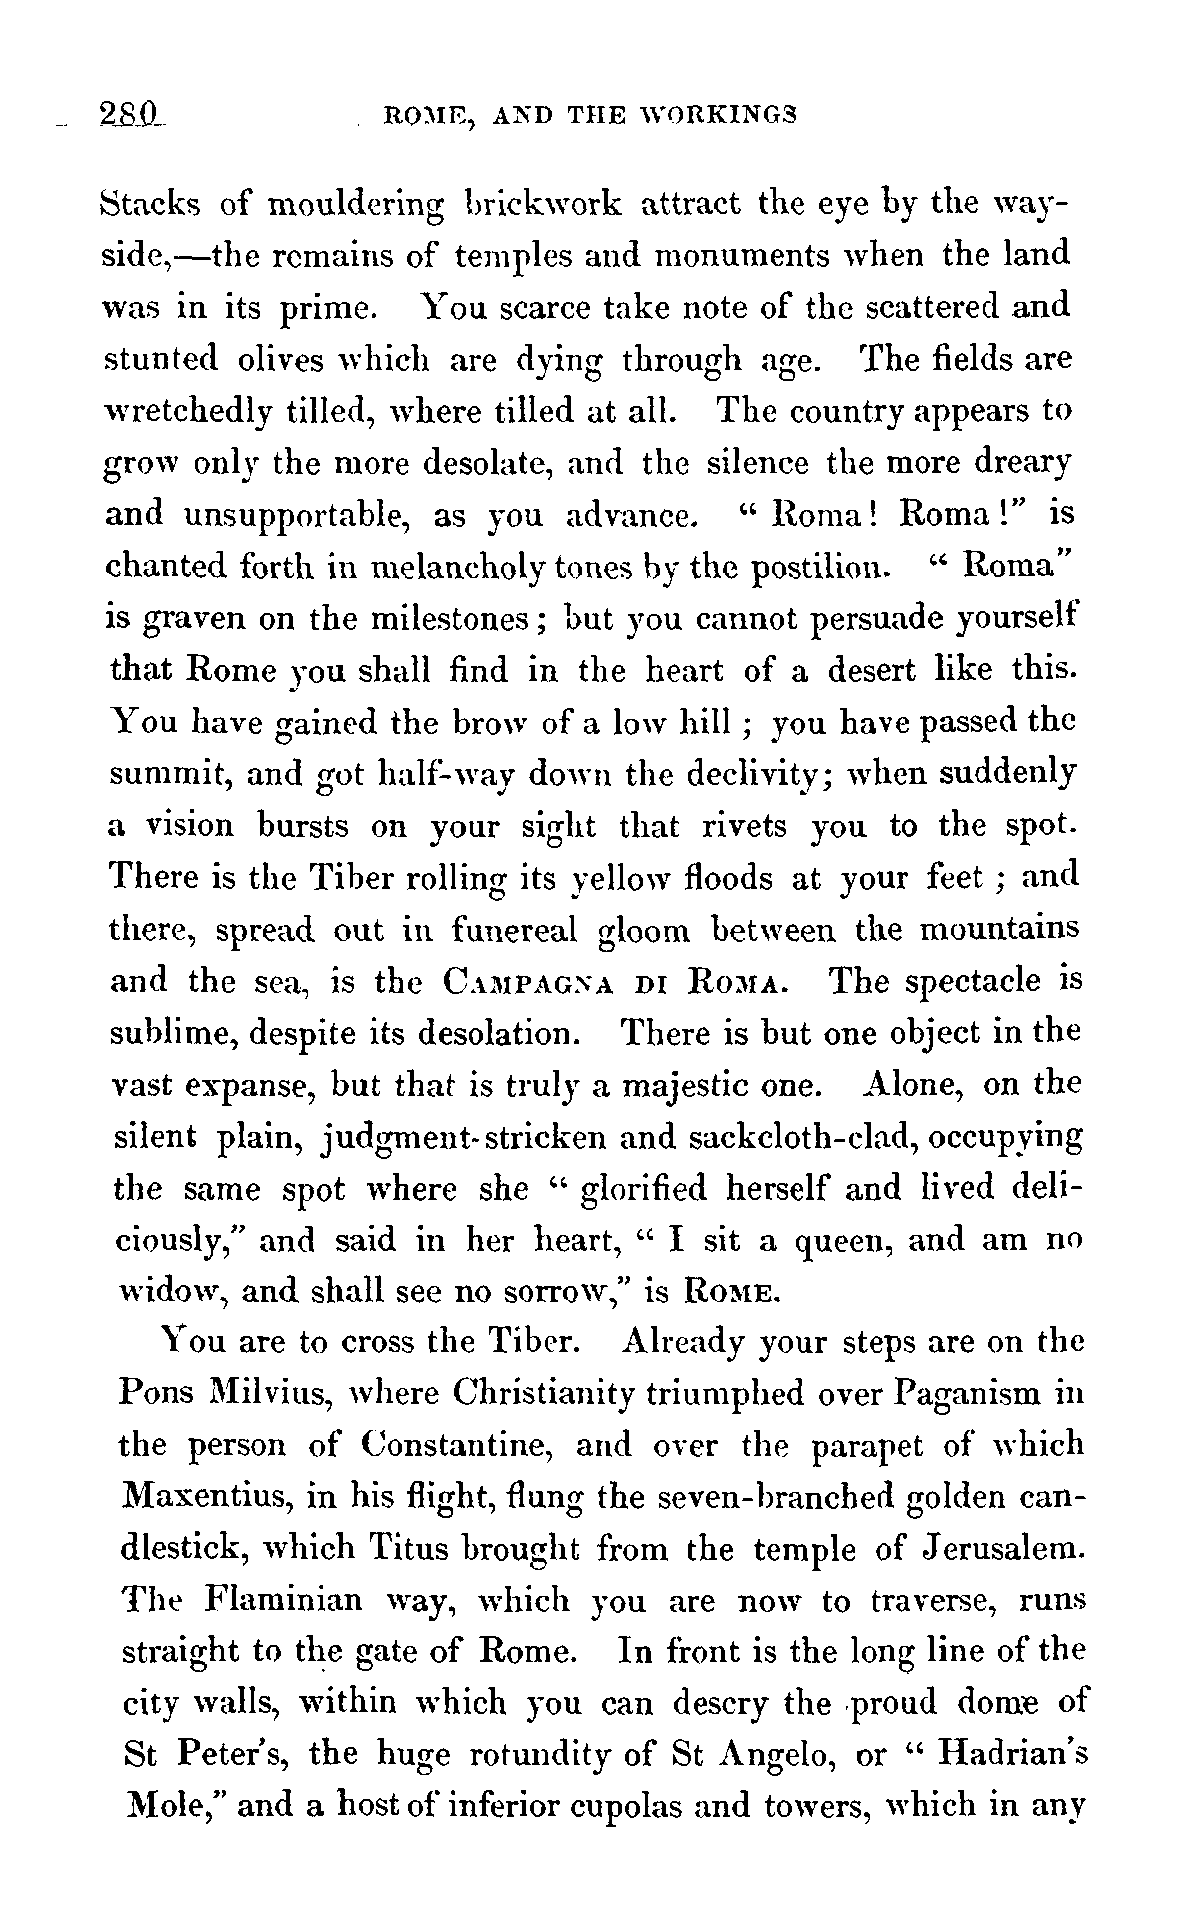 280 ROME, AND THE WORKINGS
Stacks of mouldering brickwork attract the eye by the way-
side,—the remains of temples and monuments when the land
was in its prime. You scarce take note of the scattered and
stunted olives which are dying through age. The fields are
wretchedly tilled, where tilled at all. The country appears to
grow only the more desolate, and the silence the more dreary
and unsupportable, as you advance. “ Roma! Roma !” is
chanted forth in melancholy tones by the postilion. “ Roma”
is graven on the milestones ; but you cannot persuade yourself
that Rome you shall find in the heart of a desert like this.
You have gained the brow of a low hill ; you have passed the
summit, and got half-way down the declivity; when suddenly
a vision bursts on your sight that rivets you to the spot.
There is the Tiber rolling its yellow floods at your feet ; and
there, spread out in funereal gloom between the mountains
and the sea, is the CAMPAGNA DI ROMA. The spectacle is
sublime, despite its desolation. There is but one object in the
vast expanse, but that is truly a majestic one. Alone, on the
silent plain, judgment-stricken and sackcloth-clad, occupying
the same spot where she “ glorified herself and lived deli-
ciously,” and said in her heart, “ I sit a queen, and am no
widow, and shall see no sorrow,” is ROME.
You are to cross the Tiber. Already your steps are on the
Pons Milvius, where Christianity triumphed over Paganism in
the person of Constantine, and over the parapet of which
Maxentius, in his flight, flung the seven-branched golden can-
dlestick, which Titus brought from the temple of Jerusalem.
The Flaminian way, which you are now to traverse, runs
straight to the gate of Rome. In front is the long line of the
city walls, within which you can descry the proud dome of
St Peter’s, the huge rotundity of St Angelo, or “ Hadrian’s
Mole,” and a host of inferior cupolas and towers, which in any